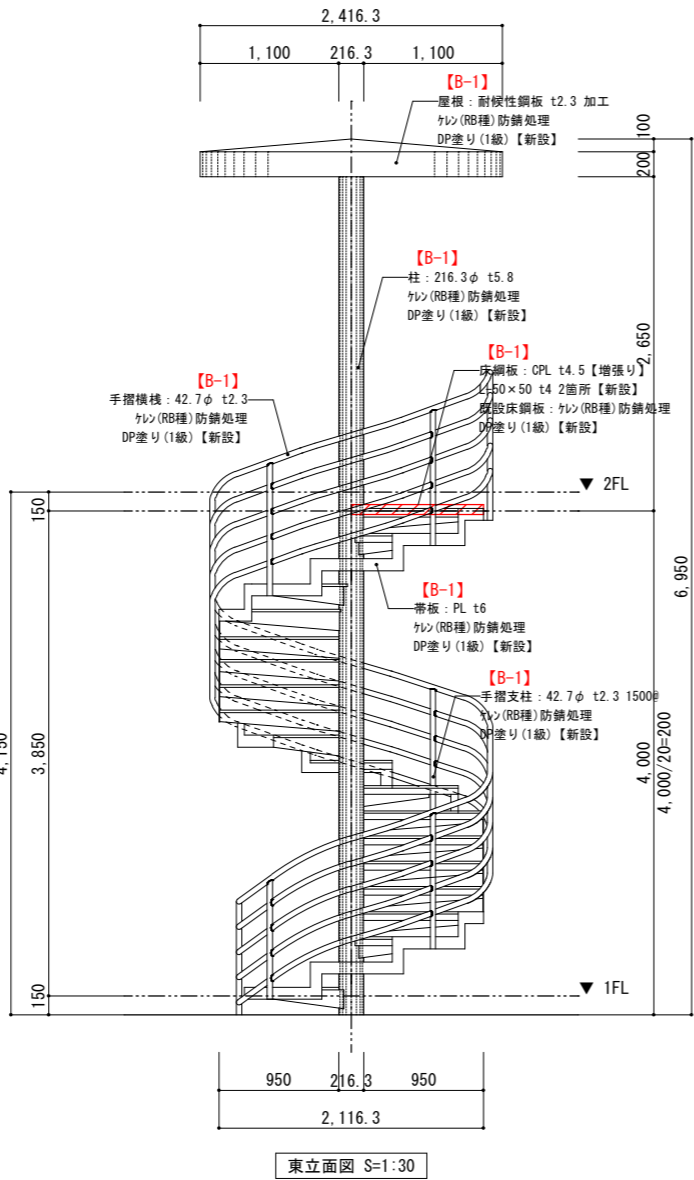 2,416.3
1,100
216.3
1,100
【B-1】
屋根：耐候性鋼板 t2.3 加工
ｹﾚﾝ(RB種)防錆処理
DP塗り(1級)【新設】
100
200
【B-1】
柱：216.3φ t5.8
ｹﾚﾝ(RB種)防錆処理
DP塗り(1級)【新設】
2,650
【B-1】
床鋼板：CPL t4.5【増張り】
L-50×50 t4 2箇所【新設】
既設床鋼板：ｹﾚﾝ(RB種)防錆処理
DP塗り(1級)【新設】
【B-1】
手摺横桟：42.7φ t2.3
ｹﾚﾝ(RB種)防錆処理
DP塗り(1級)【新設】
▼ 2FL
150
6,950
【B-1】
帯板：PL t6
ｹﾚﾝ(RB種)防錆処理
DP塗り(1級)【新設】
【B-1】
手摺支柱：42.7φ t2.3 1500@
ｹﾚﾝ(RB種)防錆処理
DP塗り(1級)【新設】
4,150
3,850
4,000
4,000/20=200
150
▼ 1FL
950
216.3
950
2,116.3
東立面図 S=1:30